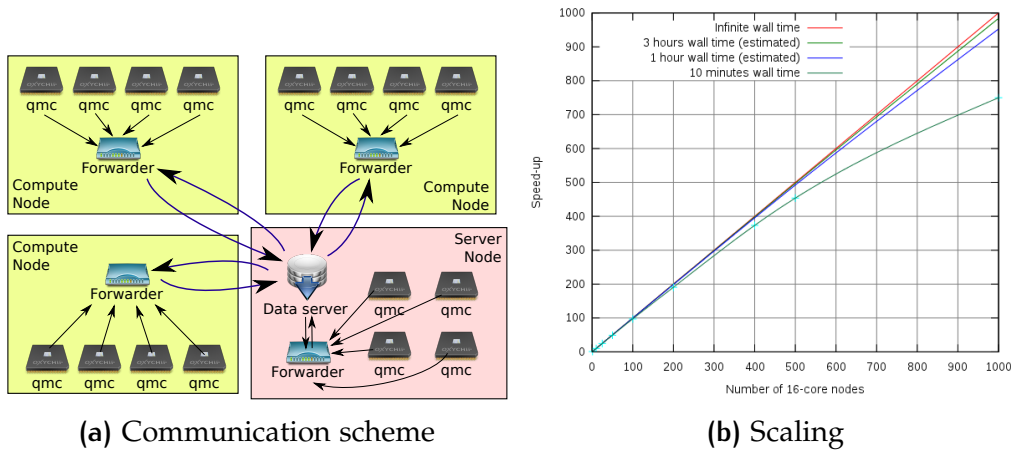 qmc qmc qmc qmc
Forwarder
Compute
Node
qmc qmc qmc qmc
Forwarder
Compute
Node
Compute
Node
Forwarder
qmc qmc qmc qmc
Server
Node
Data server
qmc qmc
Forwarder
qmc qmc
(a) Communication scheme
1000
900
800
700
600
500
400
300
200
100
0
Speed-up
Infinite wall time
3 hours wall time (estimated)
1 hour wall time (estimated)
10 minutes wall time
0 100 200 300 400 500 600 700 800 900 1000
Number of 16-core nodes
(b) Scaling